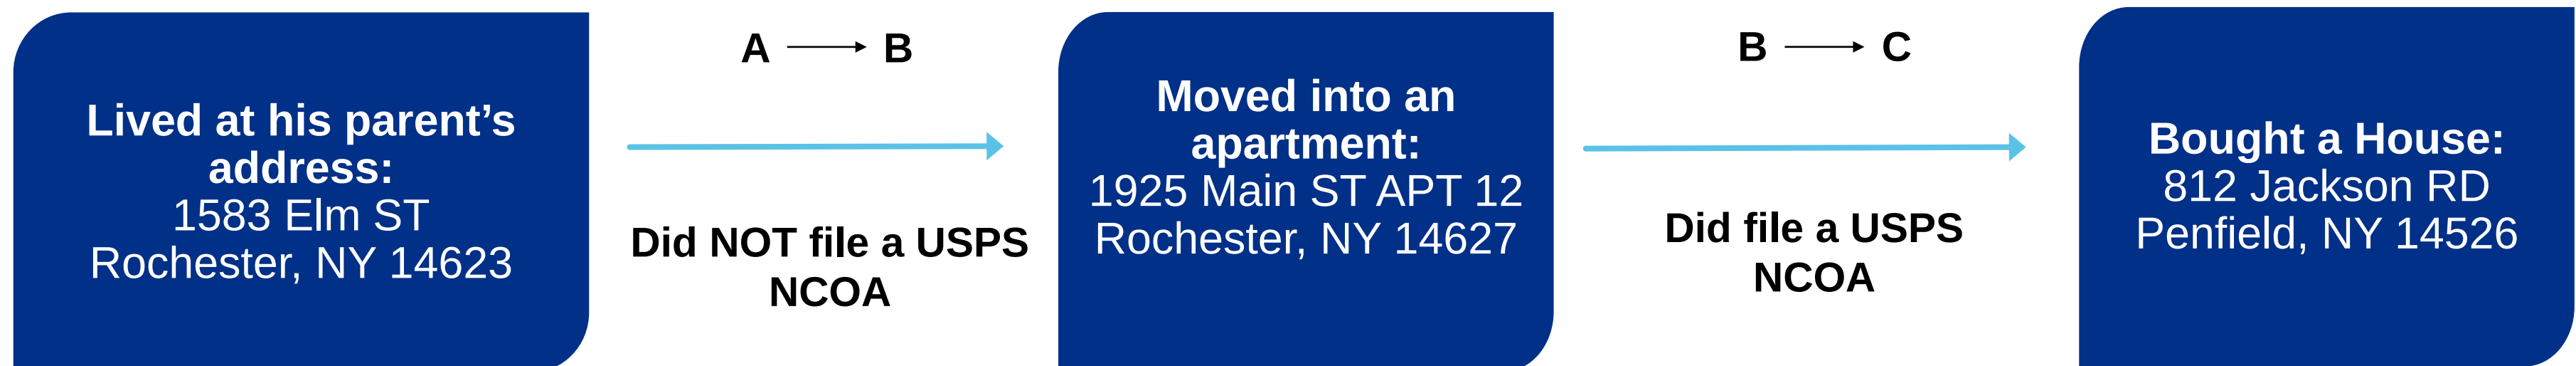 Lived at his parent’s
address:
1583 Elm ST
Rochester, NY 14623
A B
Did NOT file a USPS
NCOA
Moved into an
apartment:
1925 Main ST APT 12
Rochester, NY 14627
B C
Did file a USPS
NCOA
Bought a House:
812 Jackson RD
Penfield, NY 14526